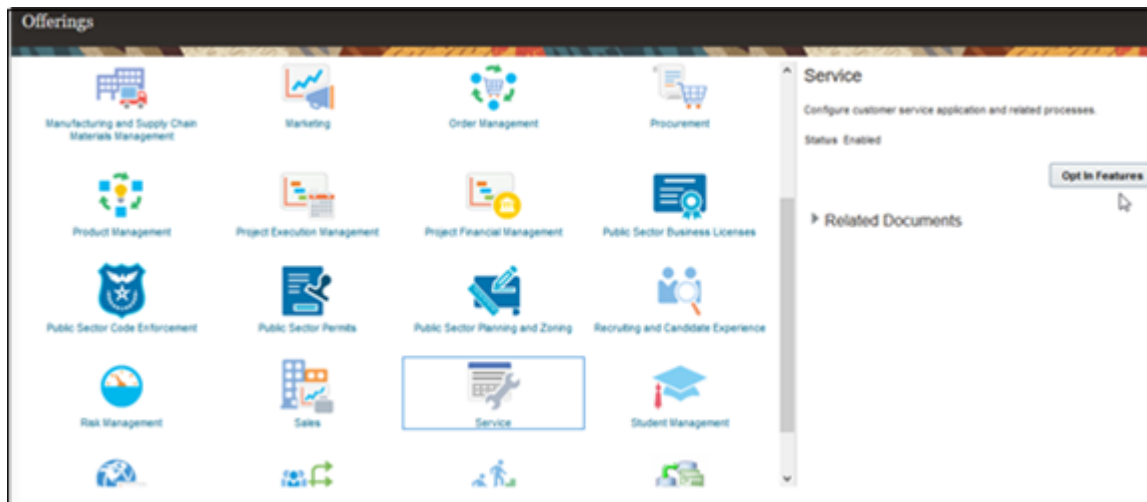 Offerings
Manufacturing and Supply Chain
Materials Management
Marketing
Order Management
Procurement
Product Management
Project Execution Management
Project Financial Management
Public Sector Business Licenses
Public Sector Code Enforcement
Public Sector Permits
Public Sector Planning and Zoning
Recruiting and Candidate Experience
Risk Management
Sales
Service
Student Management
Service
Configure customer service application and related processes.
Status Enabled
Opt In Features
Related Documents